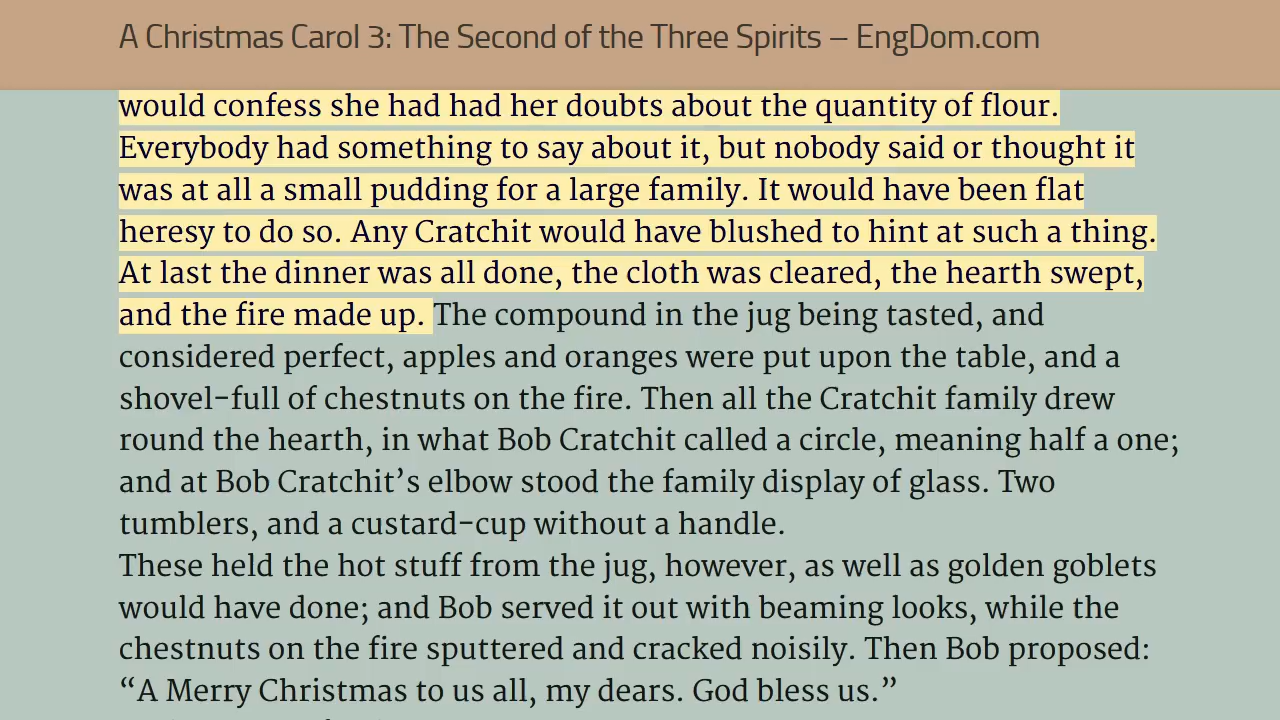 A Christmas Carol 3: The Second of the Three Spirits – EngDom.com
would confess she had had her doubts about the quantity of flour.
Everybody had something to say about it, but nobody said or thought it
was at all a small pudding for a large family. It would have been flat
heresy to do so. Any Cratchit would have blushed to hint at such a thing.
At last the dinner was all done, the cloth was cleared, the hearth swept,
and the fire made up. The compound in the jug being tasted, and
considered perfect, apples and oranges were put upon the table, and a
shovel-full of chestnuts on the fire. Then all the Cratchit family drew
round the hearth, in what Bob Cratchit called a circle, meaning half a one;
and at Bob Cratchit’s elbow stood the family display of glass. Two
tumblers, and a custard-cup without a handle.
These held the hot stuff from the jug, however, as well as golden goblets
would have done; and Bob served it out with beaming looks, while the
chestnuts on the fire sputtered and cracked noisily. Then Bob proposed:
“A Merry Christmas to us all, my dears. God bless us.”